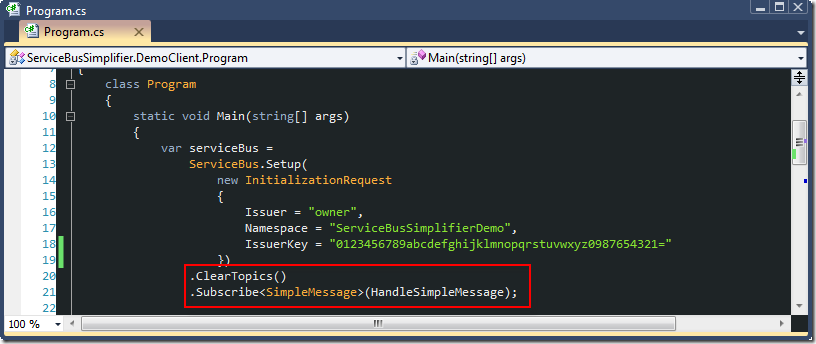 Program.cs
Program.cs
ServiceBusSimplifier.DemoClient.Program Main(string[] args)
7 {
8 class Program
9 {
10 static void Main(string[] args)
11 {
12 var serviceBus =
13 ServiceBus.Setup(
14 new InitializationRequest
15 {
16 Issuer = "owner",
17 Namespace = "ServiceBusSimplifierDemo",
18 IssuerKey = "0123456789abcdefghijklmnopqrstuvwxyz0987654321="
19 })
20 .ClearTopics()
21 .Subscribe<SimpleMessage>(HandleSimpleMessage);
22
100 %